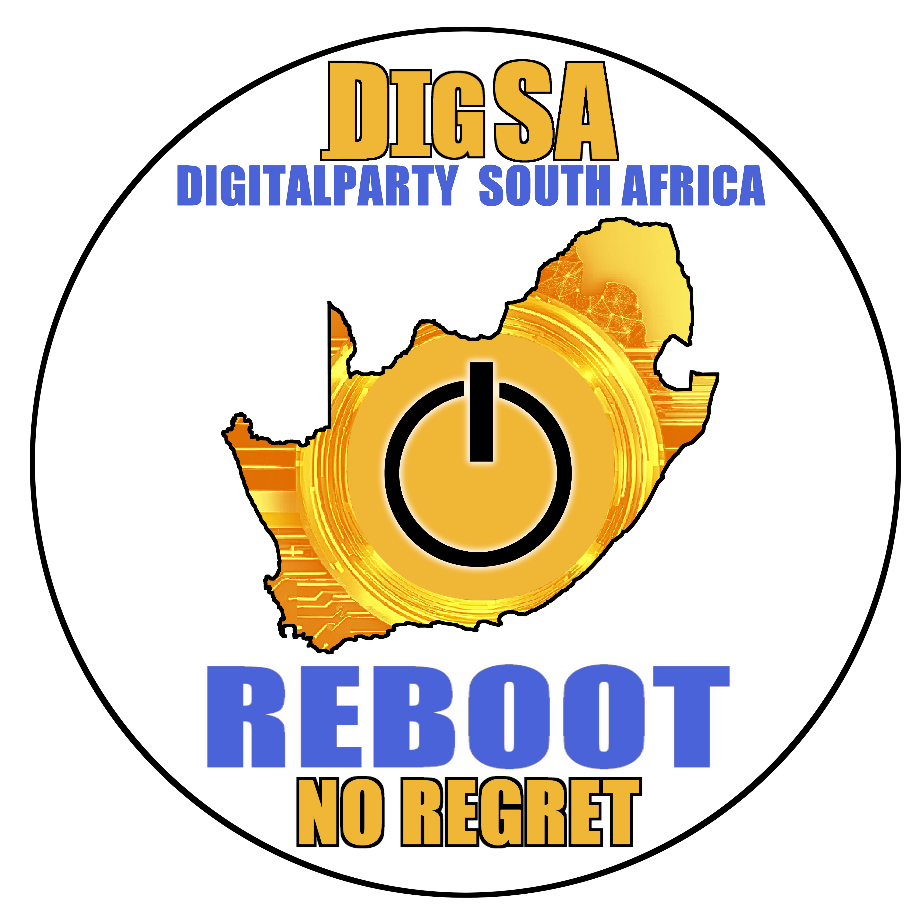 DIGSA
DIGITALPARTY SOUTH AFRICA
REBOOT
NO REGRET